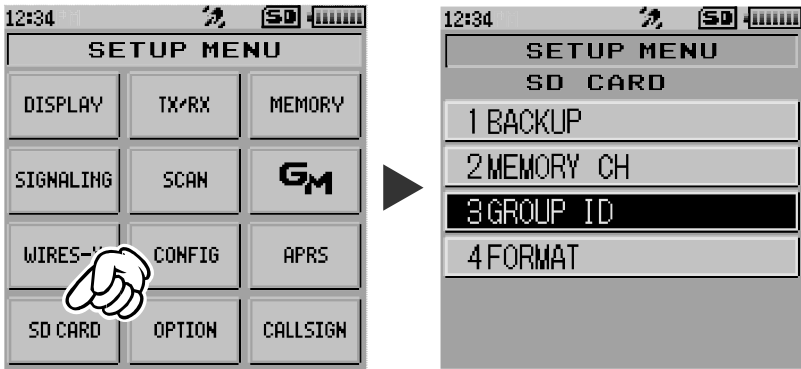 12:34 SD
SETUP MENU
DISPLAY TX/RX MEMORY
SIGNALING SCAN GM
CONFIG APRS
SD CARD OPTION CALLSIGN
12:34 SD
SETUP MENU
SD CARD
1 BACKUP
2 MEMORY CH
3 GROUP ID
4 FORMAT